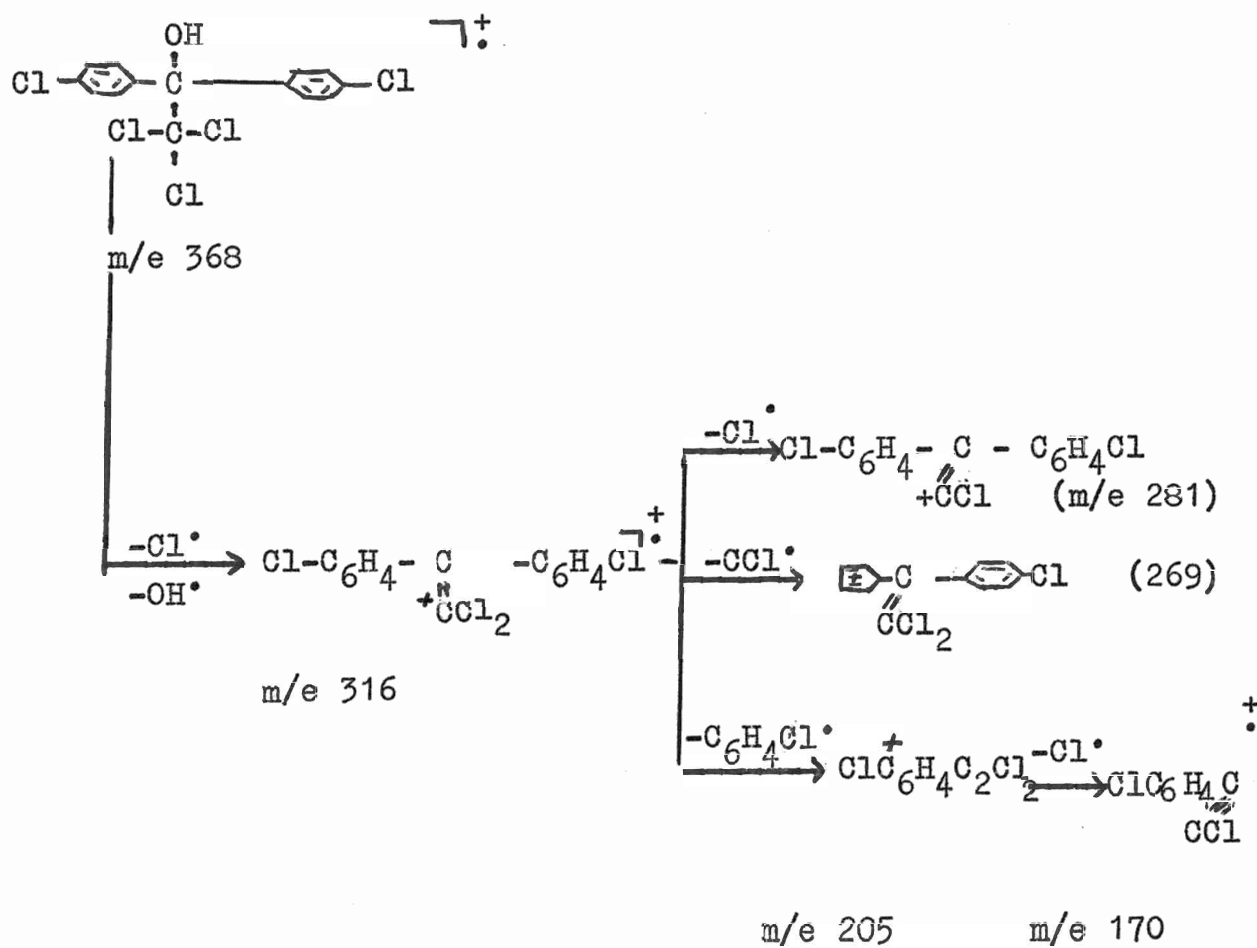 OH
Cl C Cl
Cl-C-Cl
Cl
m/e 368
-Cl•
-OH•
Cl-C6H4- C -C6H4Cl
+CCl2
m/e 316
-Cl•
Cl-C6H4- C - C6H4Cl
+CCl (m/e 281)
-CCl•
C Cl (269)
CCl2
-C6H4Cl•
ClC6H4C2Cl2
-Cl•
ClC6H4C
CCl
m/e 205 m/e 170